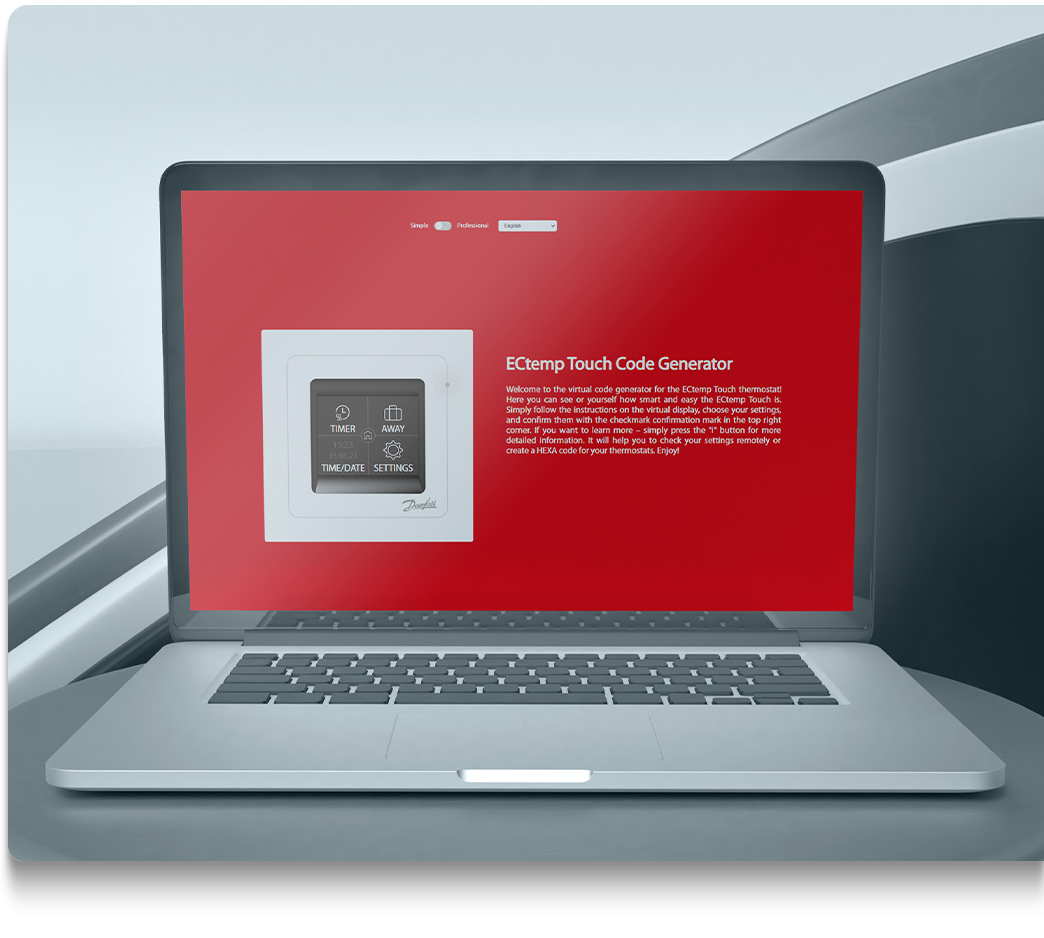 Simple Professional English
ECtemp Touch Code Generator
Welcome to the virtual code generator for the ECtemp Touch thermostat!
Here you can see or yourself how smart and easy the ECtemp Touch is.
Simply follow the instructions on the virtual display, choose your settings,
and confirm them with the checkmark confirmation mark in the top right
corner. If you want to learn more – simply press the "i" button for more
detailed information. It will help you to check your settings remotely or
create a HEXA code for your thermostats. Enjoy!
TIMER AWAY
15:23
15.03.21
TIME/DATE SETTINGS
Danfoss